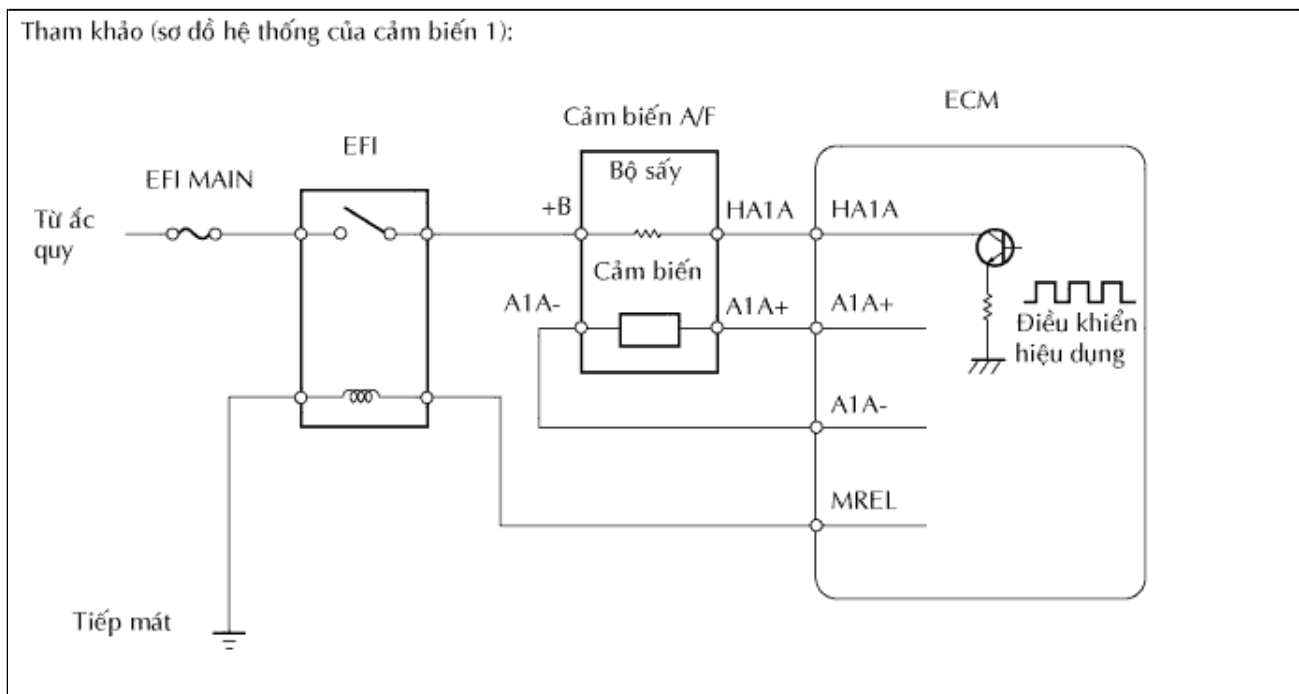 Tham khảo (sơ đồ hệ thống của cảm biến 1):
ECM
Cảm biến A/F
EFI
Bộ sấy
EFI MAIN
+B
HA1A
HA1A
Từ ắc
quy
Cảm biến
A1A-
A1A+
A1A+
Điều khiển
hiệu dụng
A1A-
MREL
Tiếp mát